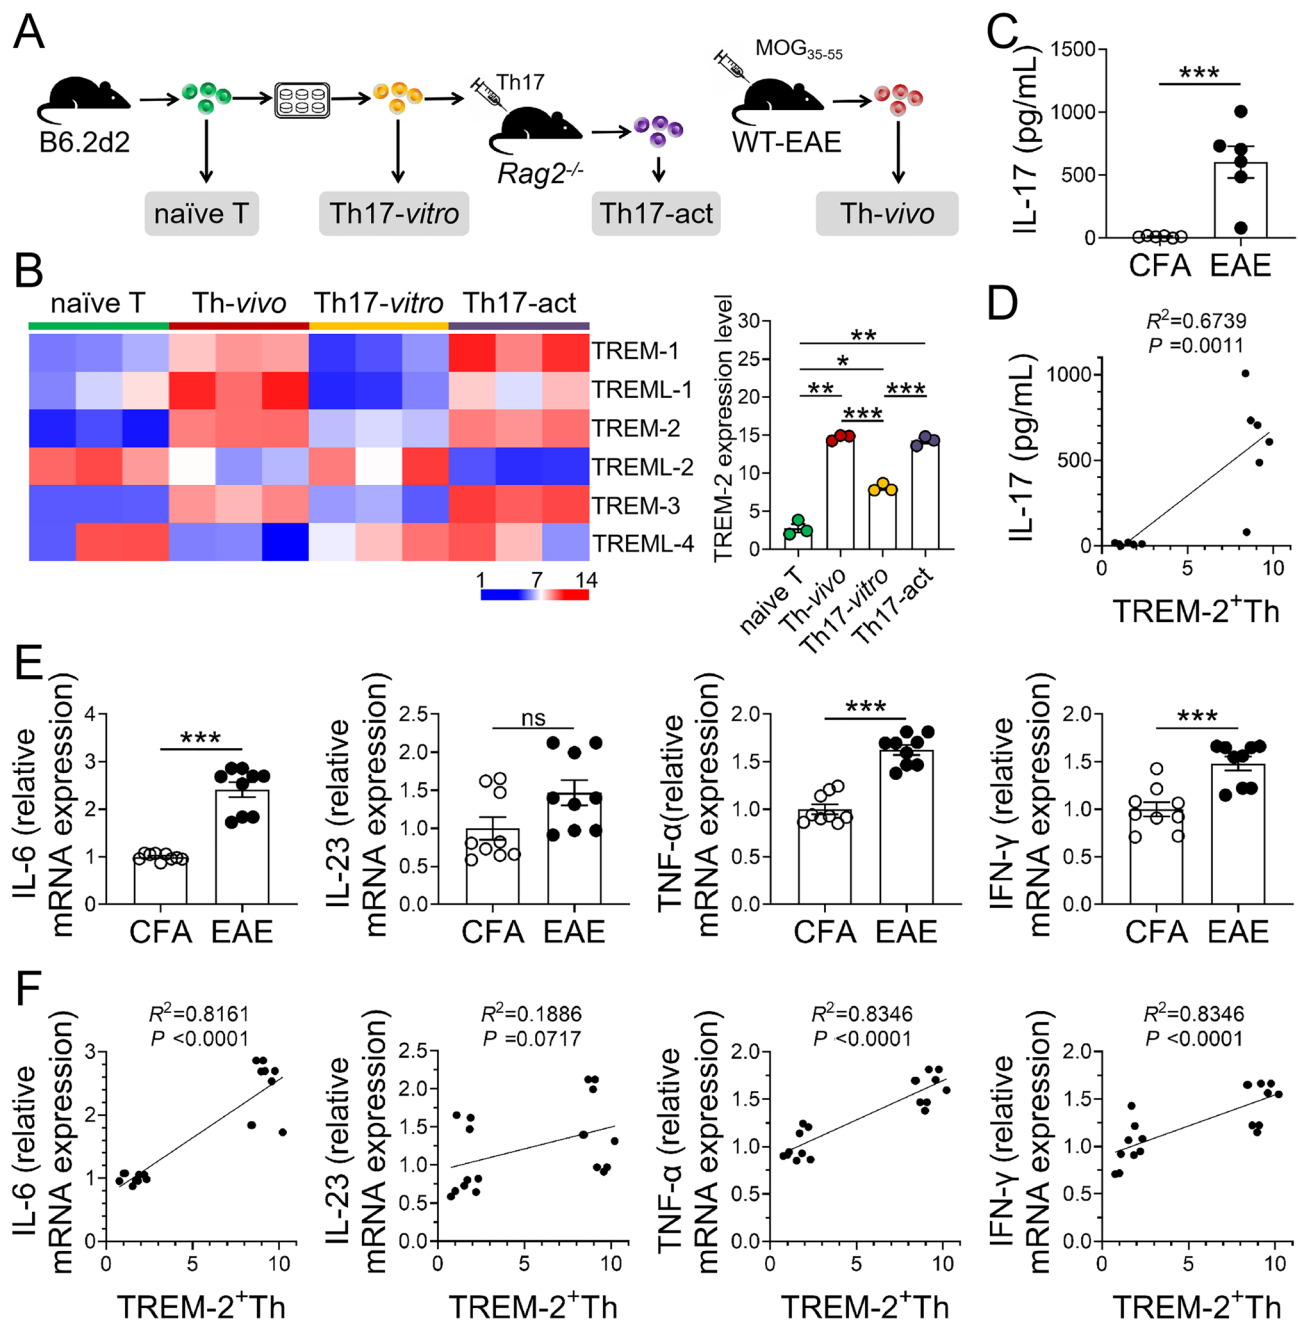 A
B6.2d2
naïve T
Th17-vitro
Th17
Rag2-/-
Th17-act
MOG35-55
WT-EAE
Th-vivo
C
IL-17 (pg/mL)
1500
1000
500
0
***
CFA
EAE
B
naïve T
Th-vivo
Th17-vitro
Th17-act
TREM-1
TREML-1
TREM-2
TREML-2
TREM-3
TREML-4
1
7
14
TREM-2 expression level
30
25
20
15
10
5
0
**
*
**
***
***
naive T
Th-vivo
Th17-vitro
Th17-act
D
R2=0.6739
P =0.0011
IL-17 (pg/mL)
1000
500
0
0
5
10
TREM-2+Th
E
IL-6 (relative
mRNA expression)
4
3
2
1
0
***
CFA
EAE
IL-23 (relative
mRNA expression)
2.5
2.0
1.5
1.0
0.5
0.0
ns
CFA
EAE
TNF-α(relative
mRNA expression)
2.0
1.5
1.0
0.5
0.0
***
CFA
EAE
IFN-γ (relative
mRNA expression)
2.0
1.5
1.0
0.5
0.0
***
CFA
EAE
F
R2=0.8161
P <0.0001
IL-6 (relative
mRNA expression)
3
2
1
0
0
5
10
TREM-2+Th
R2=0.1886
P =0.0717
IL-23 (relative
mRNA expression)
2.5
2.0
1.5
1.0
0.5
0.0
0
5
10
TREM-2+Th
R2=0.8346
P <0.0001
TNF-α (relative
mRNA expression)
2.0
1.5
1.0
0.5
0.0
0
5
10
TREM-2+Th
R2=0.8346
P <0.0001
IFN-γ (relative
mRNA expression)
2.0
1.5
1.0
0.5
0.0
0
5
10
TREM-2+Th